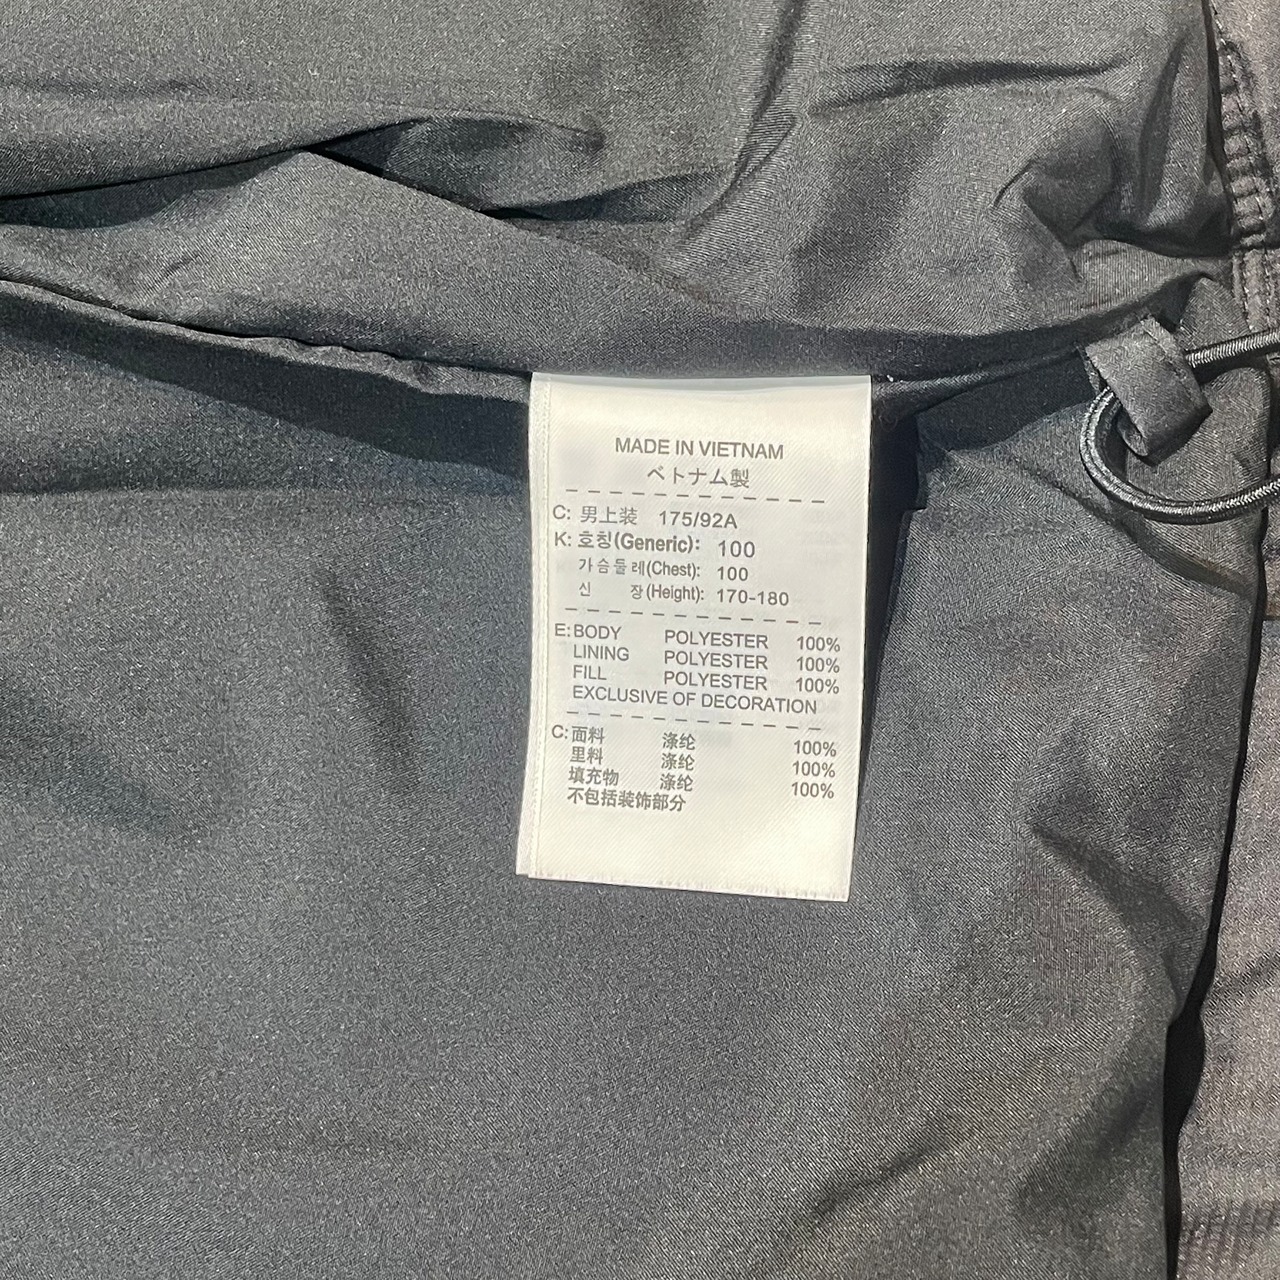 MADE IN VIETNAM
ベトナム製
C: 男上装 175/92A
K: 호칭(Generic): 100
가슴둘레(Chest): 100
신 장(Height): 170-180
E: BODY POLYESTER 100%
LINING POLYESTER 100%
FILL POLYESTER 100%
EXCLUSIVE OF DECORATION
C: 面料 涤纶 100%
里料 涤纶 100%
填充物 涤纶 100%
不包括装饰部分